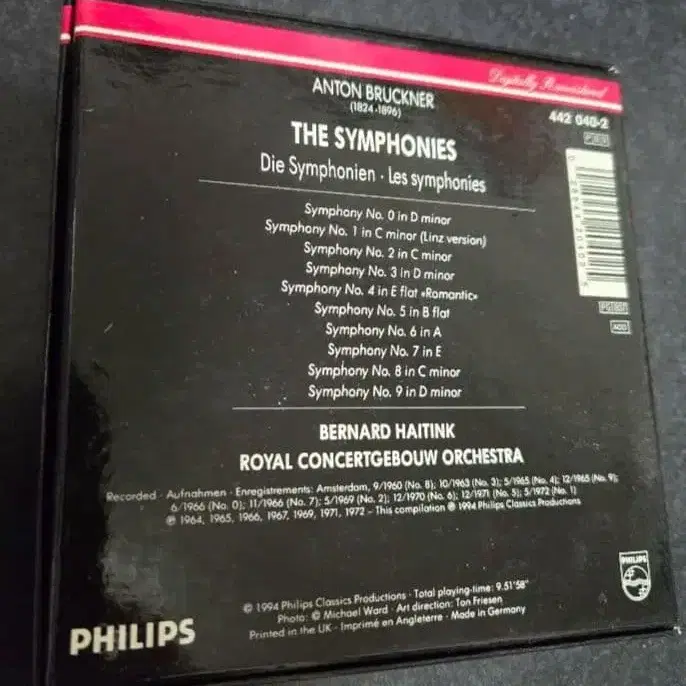 Digitally Remastered
ANTON BRUCKNER
(1824-1896)
442 040-2
THE SYMPHONIES
Die Symphonien · Les symphonies
Symphony No. 0 in D minor
Symphony No. 1 in C minor (Linz version)
Symphony No. 2 in C minor
Symphony No. 3 in D minor
Symphony No. 4 in E flat «Romantic»
Symphony No. 5 in B flat
ADD
Symphony No. 6 in A
Symphony No. 7 in E
Symphony No. 8 in C minor
Symphony No. 9 in D minor
BERNARD HAITINK
ROYAL CONCERTGEBOUW ORCHESTRA
Recorded · Aufnahmen · Enregistrements: Amsterdam, 9/1960 (No. 8); 10/1963 (No. 3); 5/1965 (No. 4); 12/1965 (No. 9);
6/1966 (No. 0); 11/1966 (No. 7); 5/1969 (No. 2); 12/1970 (No. 6); 12/1971 (No. 5); 5/1972 (No. 1)
℗ 1964, 1965, 1966, 1967, 1969, 1971, 1972 – This compilation ℗ 1994 Philips Classics Productions
© 1994 Philips Classics Productions · Total playing-time: 9.51'58"
Photo: © Michael Ward · Art direction: Ton Friesen
Printed in the UK · Imprimé en Angleterre · Made in Germany
PHILIPS
PHILIPS